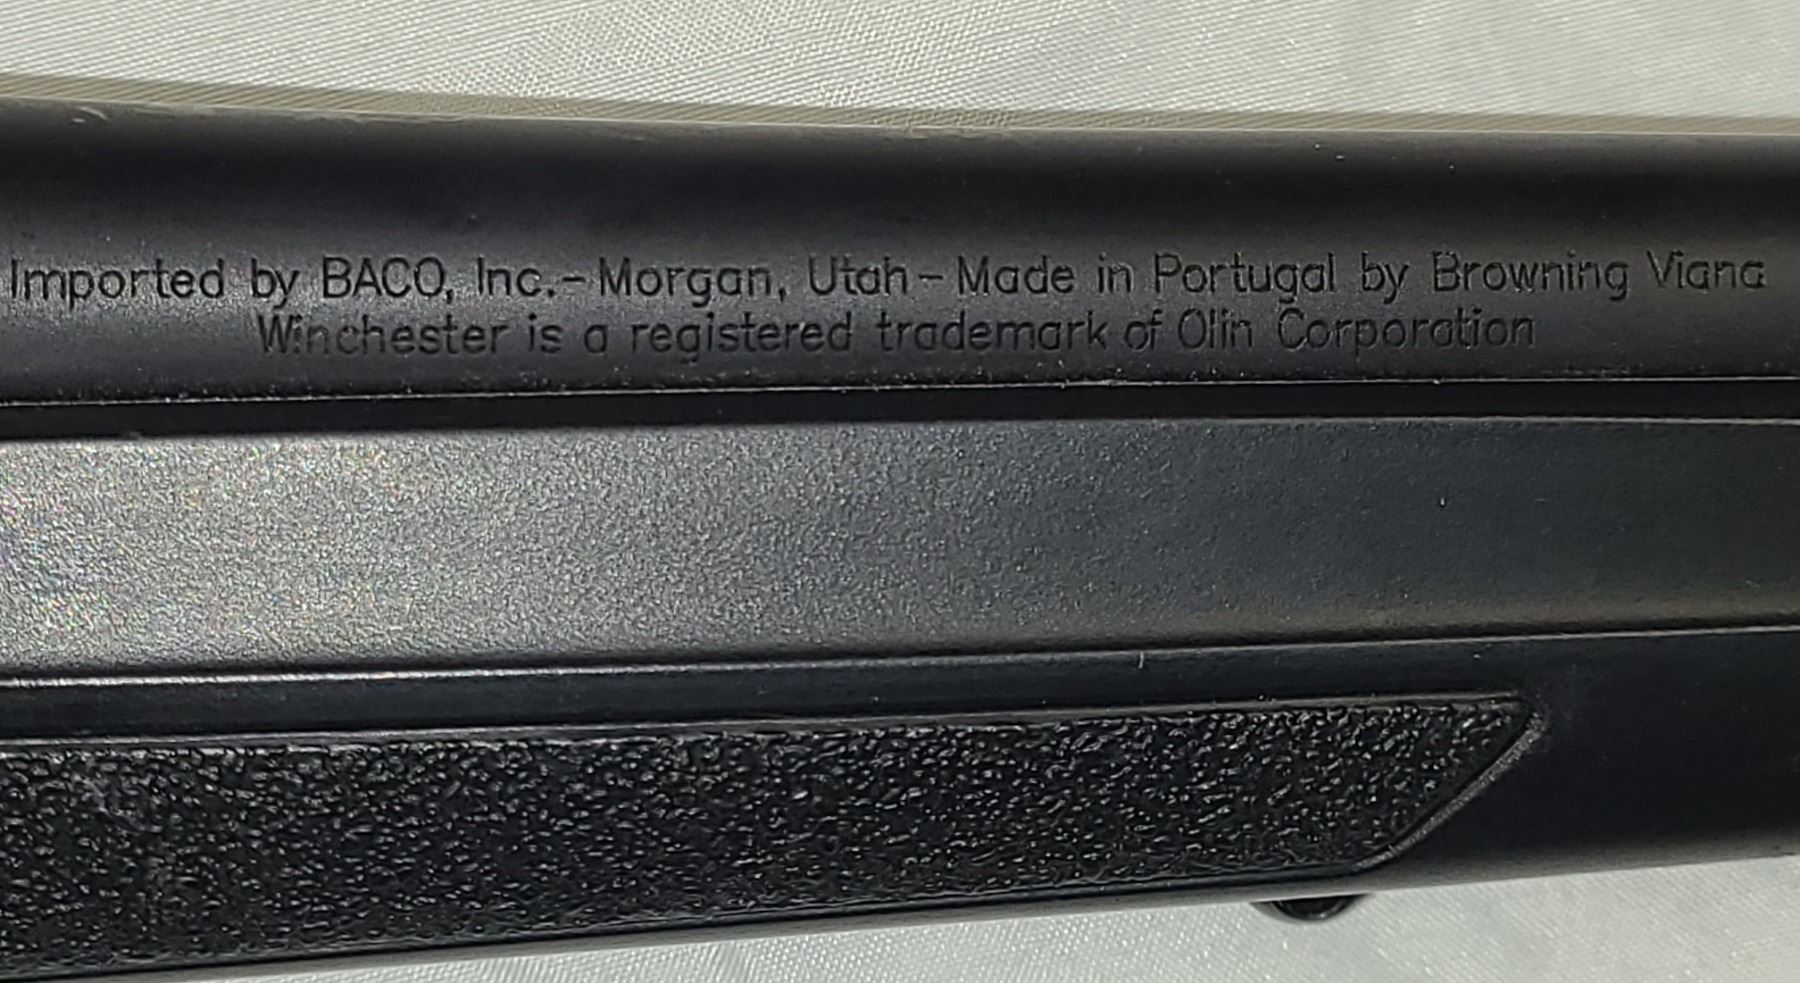 Imported by BACO, Inc.-Morgan, Utah-Made in Portugal by Browning Viana
Winchester is a registered trademark of Olin Corporation